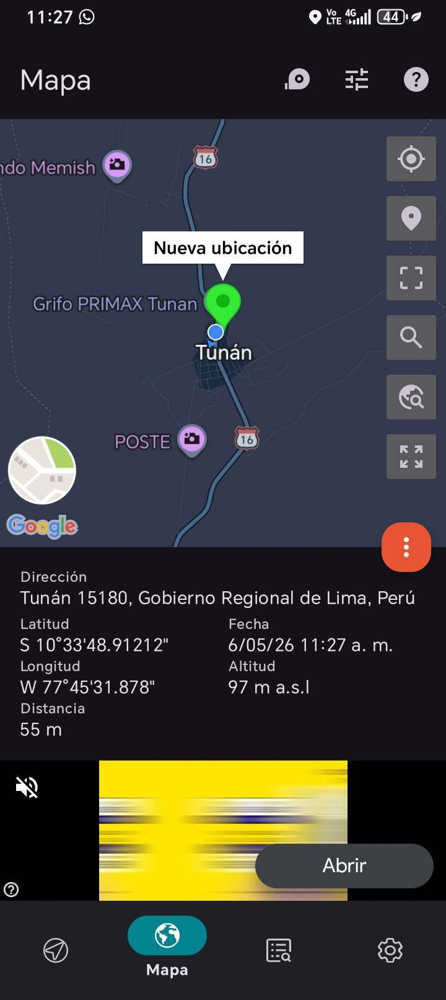 11:27
Vo LTE 4G 44
Mapa
ndo Memish
16
Nueva ubicación
Grifo PRIMAX Tunan
Tunán
POSTE
16
Google
Dirección
Tunán 15180, Gobierno Regional de Lima, Perú
Latitud Fecha
S 10°33'48.91212" 6/05/26 11:27 a. m.
Longitud Altitud
W 77°45'31.878" 97 m a.s.l
Distancia
55 m
Abrir
Mapa